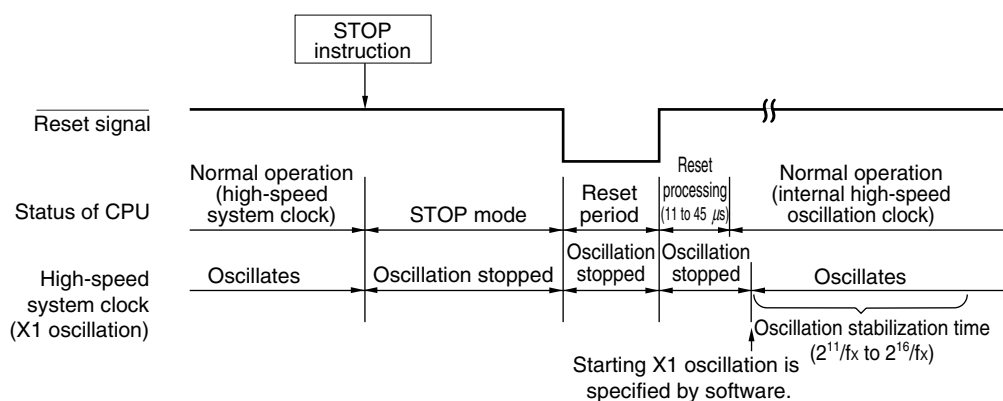 STOP
instruction
Reset signal
Normal operation
(high-speed
system clock)
Status of CPU
STOP mode
Reset
period
Reset
processing
(11 to 45 μs)
Normal operation
(internal high-speed
oscillation clock)
High-speed
system clock
(X1 oscillation)
Oscillates
Oscillation stopped
Oscillation
stopped
Oscillation
stopped
Oscillates
Oscillation stabilization time
(2¹¹/fx to 2¹⁶/fx)
Starting X1 oscillation is
specified by software.